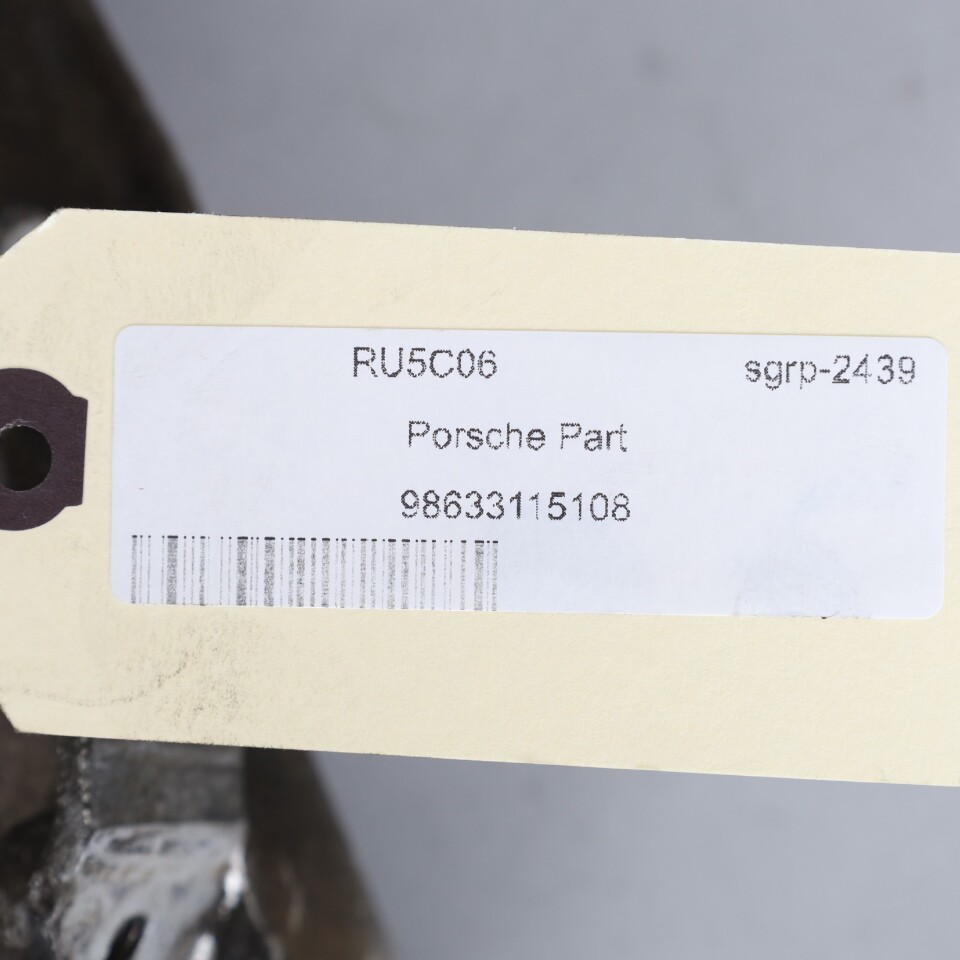 RU5C06 sgrp-2439
Porsche Part
98633115108